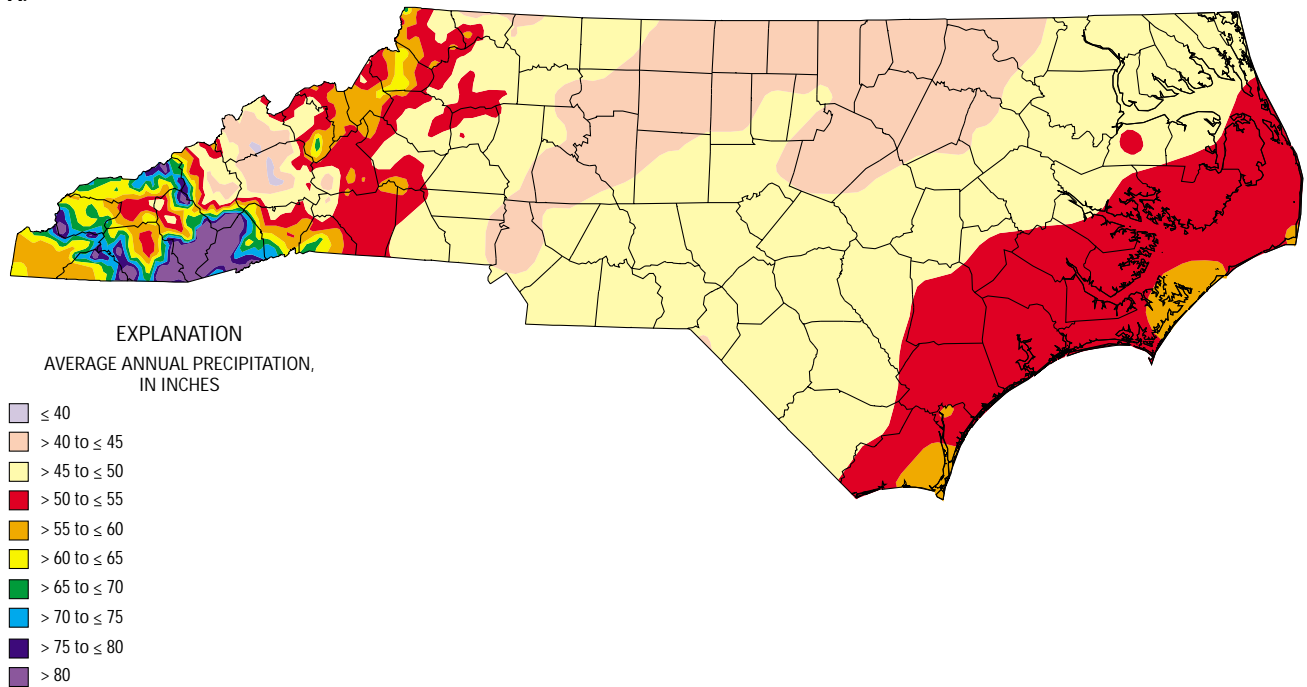 EXPLANATION
AVERAGE ANNUAL PRECIPITATION,
IN INCHES
≤ 40
> 40 to ≤ 45
> 45 to ≤ 50
> 50 to ≤ 55
> 55 to ≤ 60
> 60 to ≤ 65
> 65 to ≤ 70
> 70 to ≤ 75
> 75 to ≤ 80
> 80